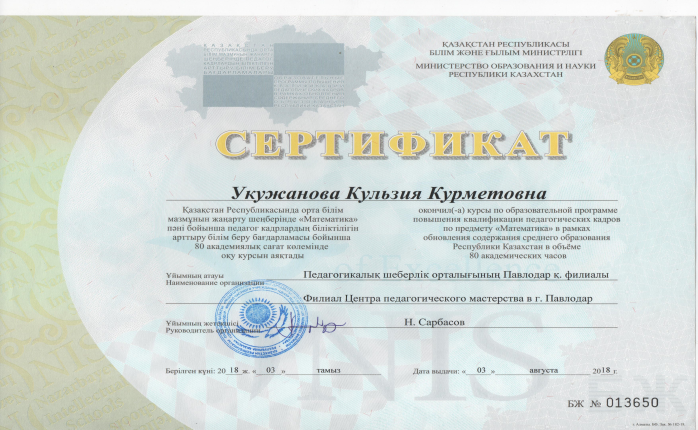 ҚАЗАҚСТАН РЕСПУБЛИКАСЫ
БІЛІМ ЖӘНЕ ҒЫЛЫМ МИНИСТРЛІГІ
МИНИСТЕРСТВО ОБРАЗОВАНИЯ И НАУКИ
РЕСПУБЛИКИ КАЗАХСТАН
СЕРТИФИКАТ
Укужанова Кульзия Курметовна
Қазақстан Республикасында орта білім
мазмұнын жаңарту шеңберінде «Математика»
пәні бойынша педагог кадрлардың біліктілігін
арттыру білім беру бағдарламасы бойынша
80 академиялық сағат көлемінде
оқу курсын аяқтады
окончил(-а) курсы по образовательной программе
повышения квалификации педагогических кадров
по предмету «Математика» в рамках
обновления содержания среднего образования
Республики Казахстан в объёме
80 академических часов
Ұйымның атауы
Наименование организации
Педагогикалық шеберлік орталығының Павлодар қ. филиалы
Филиал Центра педагогического мастерства в г. Павлодар
Ұйымның жетекшісі
Руководитель организации
Н. Сарбасов
Берілген күні: 2018 ж. « 03 » тамыз
Дата выдачи: « 03 » августа 2018 г.
NIS
БЖ № 013650